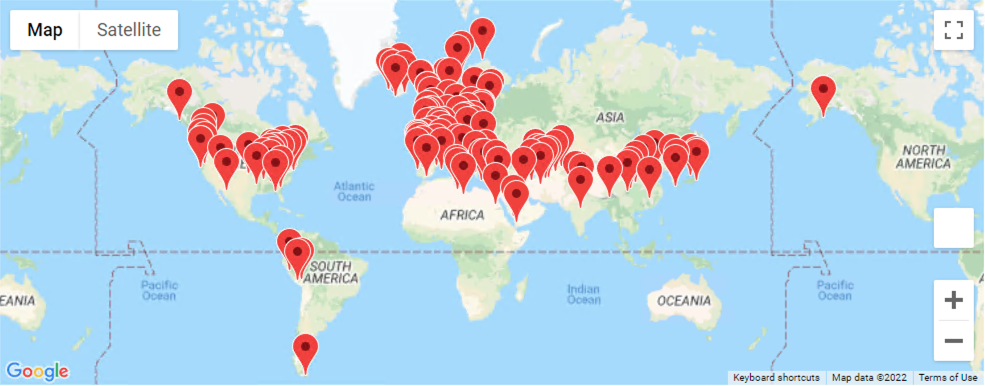 Map
Satellite
ASIA
NORTH
AMERICA
Atlantic
Ocean
AFRICA
SOUTH
AMERICA
Pacific
Ocean
Indian
Ocean
Pacific
Ocean
EANIA
OCEANIA
Google
Keyboard shortcuts
Map data ©2022
Terms of Use